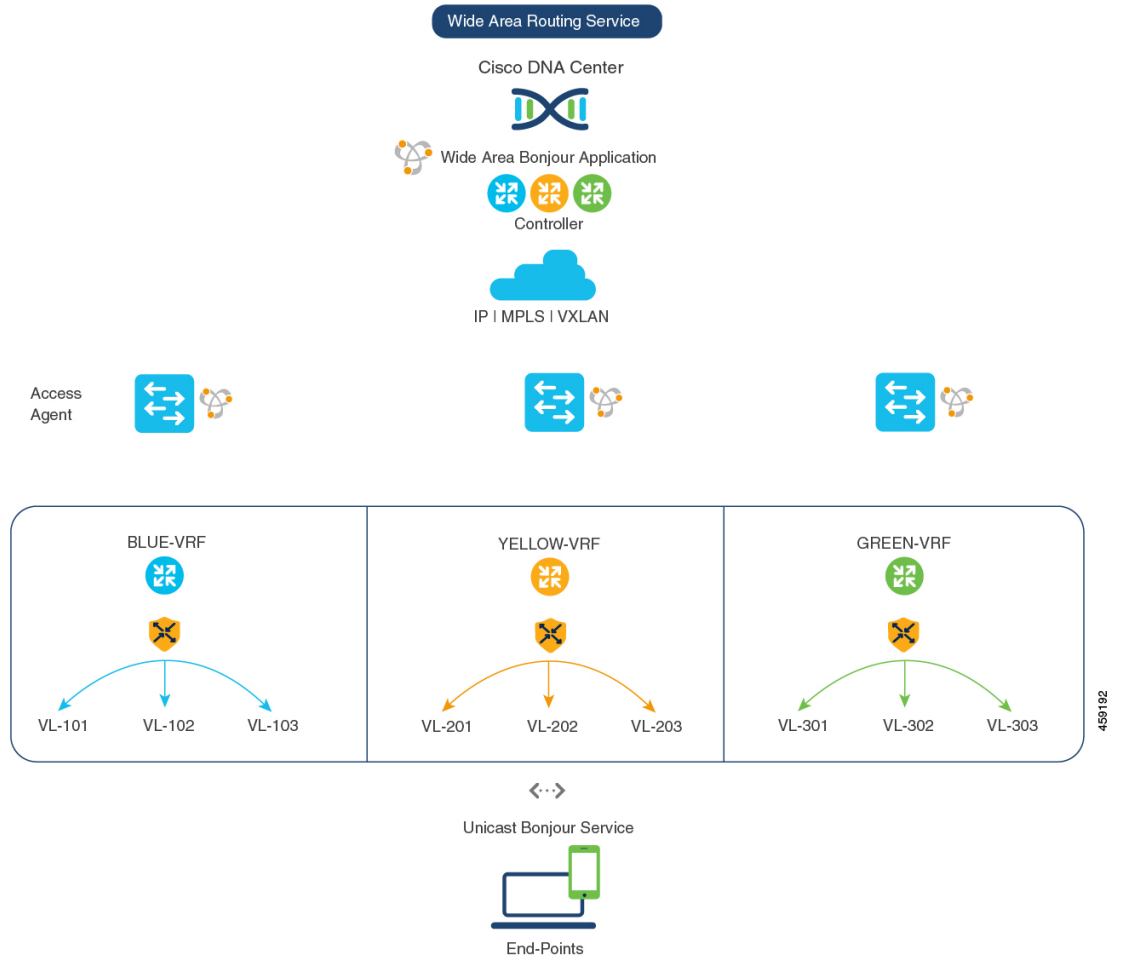 Wide Area Routing Service
Cisco DNA Center
Wide Area Bonjour Application
Controller
IP | MPLS | VXLAN
Access
Agent
BLUE-VRF
YELLOW-VRF
GREEN-VRF
VL-101
VL-102
VL-103
VL-201
VL-202
VL-203
VL-301
VL-302
VL-303
459192
Unicast Bonjour Service
End-Points